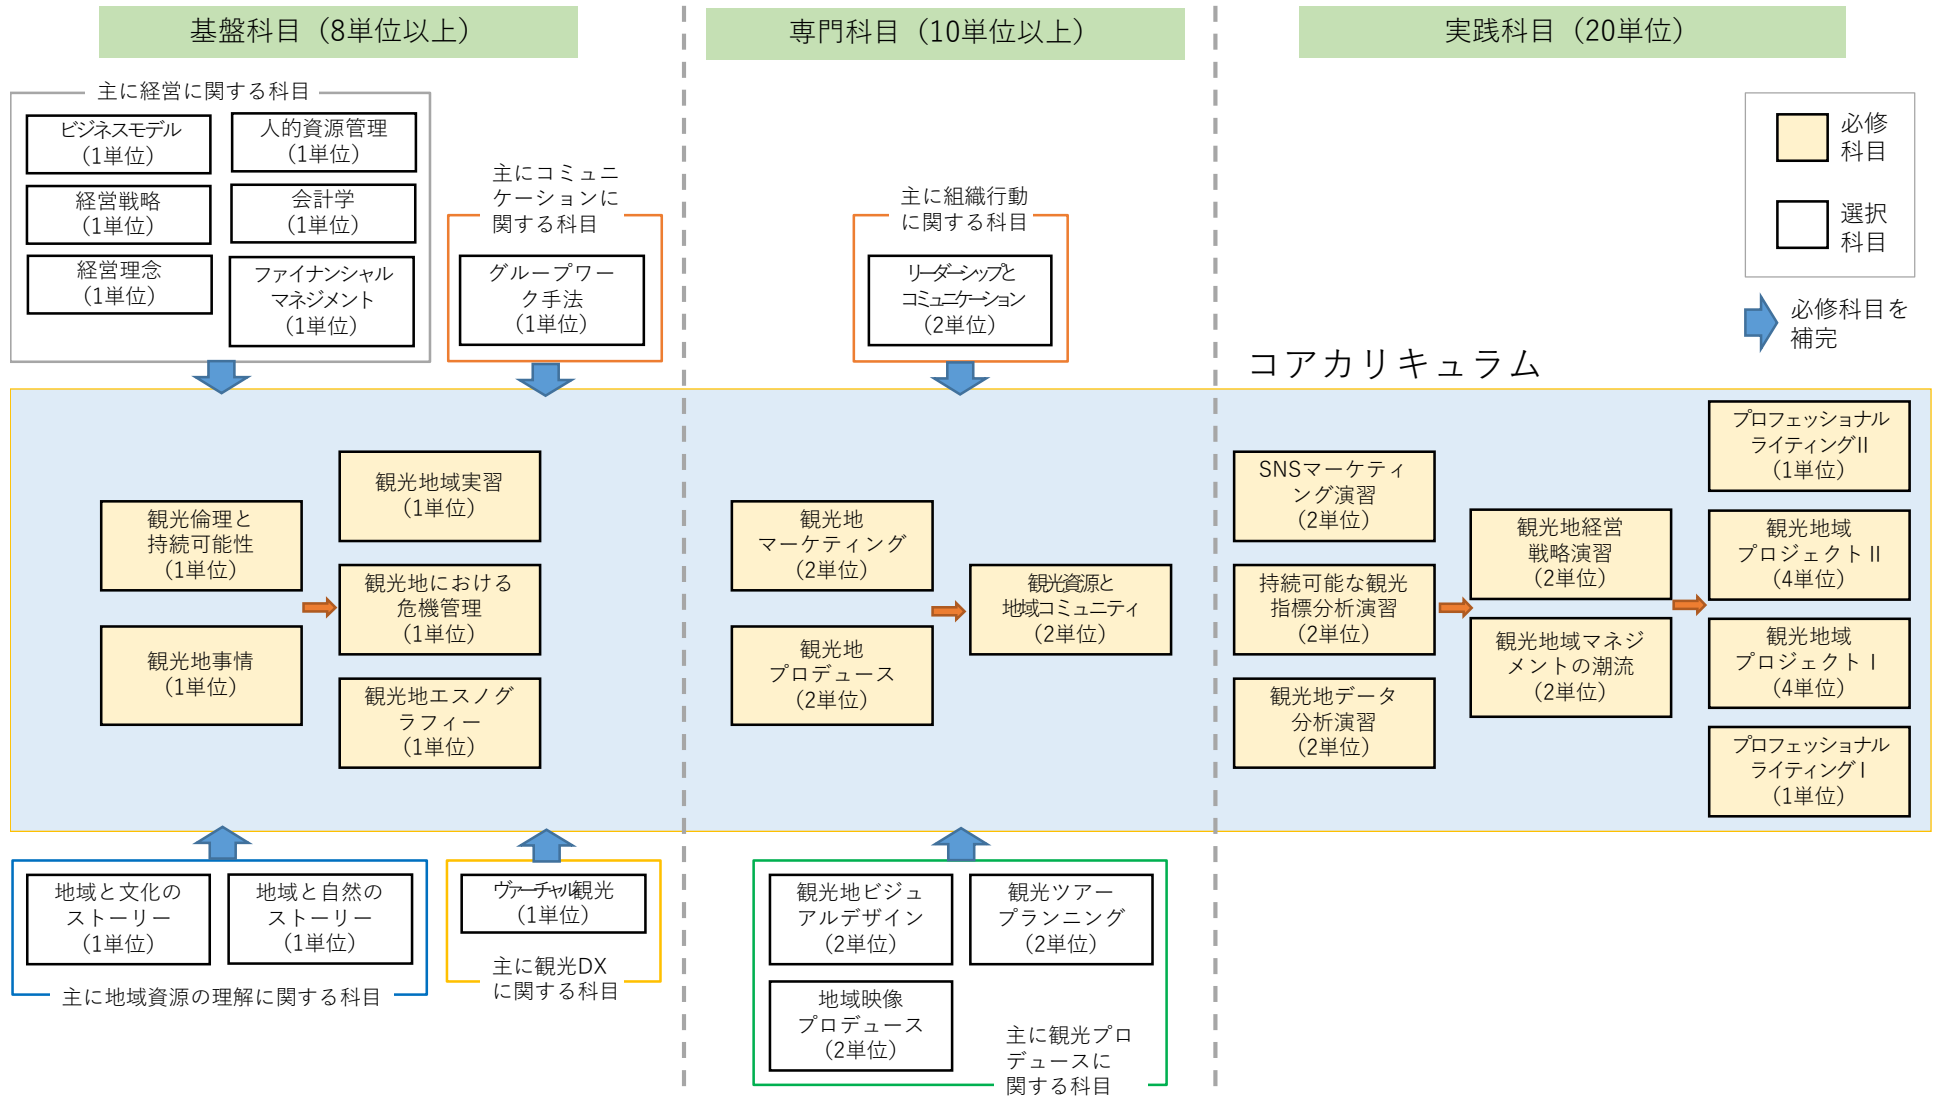 基盤科目（8単位以上）
専門科目（10単位以上）
実践科目（20単位）
主に経営に関する科目
ビジネスモデル
（1単位）
人的資源管理
（1単位）
経営戦略
（1単位）
会計学
（1単位）
経営理念
（1単位）
ファイナンシャル
マネジメント
（1単位）
主にコミュニ
ケーションに
関する科目
グループワー
ク手法
（1単位）
主に組織行動
に関する科目
リーダーシップと
コミュニケーション
（2単位）
必修
科目
選択
科目
必修科目を
補完
コアカリキュラム
観光倫理と
持続可能性
（1単位）
観光地事情
（1単位）
観光地域実習
（1単位）
観光地における
危機管理
（1単位）
観光地エスノグ
ラフィー
（1単位）
観光地
マーケティング
（2単位）
観光地
プロデュース
（2単位）
観光資源と
地域コミュニティ
（2単位）
SNSマーケティ
ング演習
（2単位）
持続可能な観光
指標分析演習
（2単位）
観光地データ
分析演習
（2単位）
観光地経営
戦略演習
（2単位）
観光地域マネジ
メントの潮流
（2単位）
プロフェッショナル
ライティングⅡ
（1単位）
観光地域
プロジェクトⅡ
（4単位）
観光地域
プロジェクトⅠ
（4単位）
プロフェッショナル
ライティングⅠ
（1単位）
地域と文化の
ストーリー
（1単位）
地域と自然の
ストーリー
（1単位）
主に地域資源の理解に関する科目
ヴァーチャル観光
（1単位）
主に観光DX
に関する科目
観光地ビジュ
アルデザイン
（2単位）
観光ツアー
プランニング
（2単位）
地域映像
プロデュース
（2単位）
主に観光プロ
デュースに
関する科目